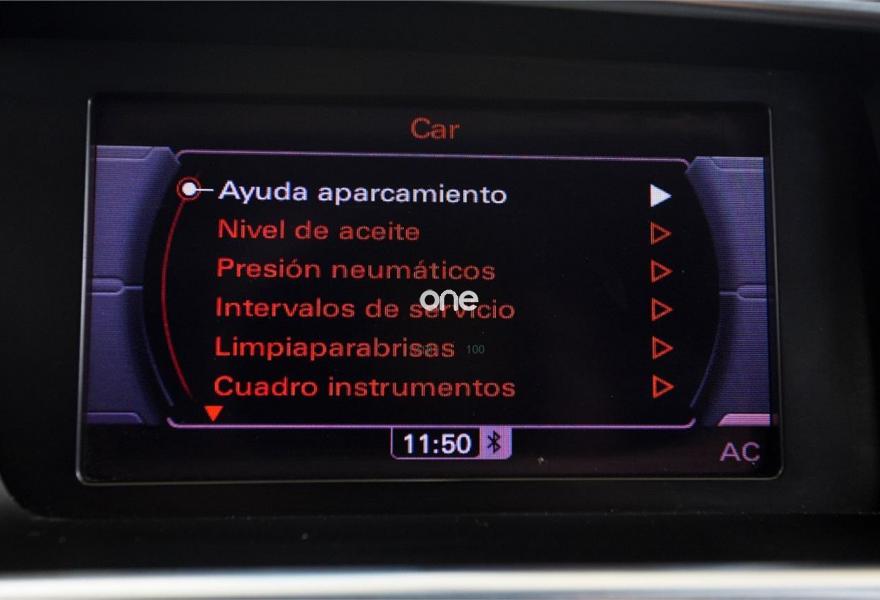 Car
Ayuda aparcamiento
Nivel de aceite
Presión neumáticos
Intervalos de servicio
one
Limpiaparabrisas
100
Cuadro instrumentos
11:50
AC